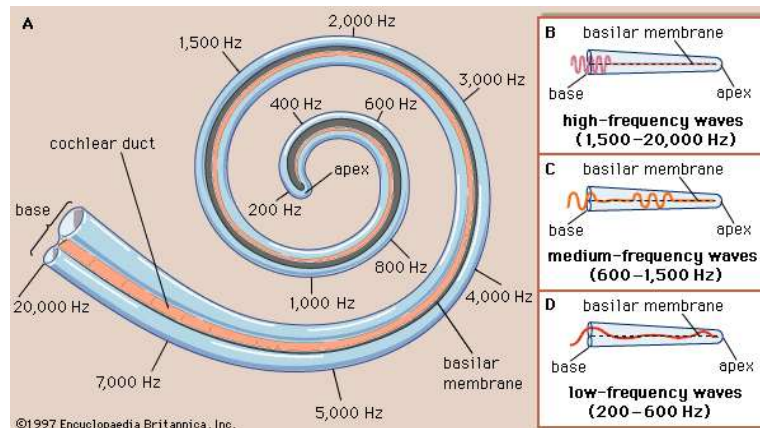 A
2,000 Hz
1,500 Hz
3,000 Hz
400 Hz
600 Hz
cochlear duct
apex
200 Hz
base
800 Hz
20,000 Hz
1,000 Hz
4,000 Hz
7,000 Hz
basilar
membrane
5,000 Hz
©1997 Encyclopaedia Britannica, Inc.
B
basilar membrane
base
apex
high-frequency waves
(1,500–20,000 Hz)
C
basilar membrane
base
apex
medium-frequency waves
(600–1,500 Hz)
D
basilar membrane
base
apex
low-frequency waves
(200–600 Hz)